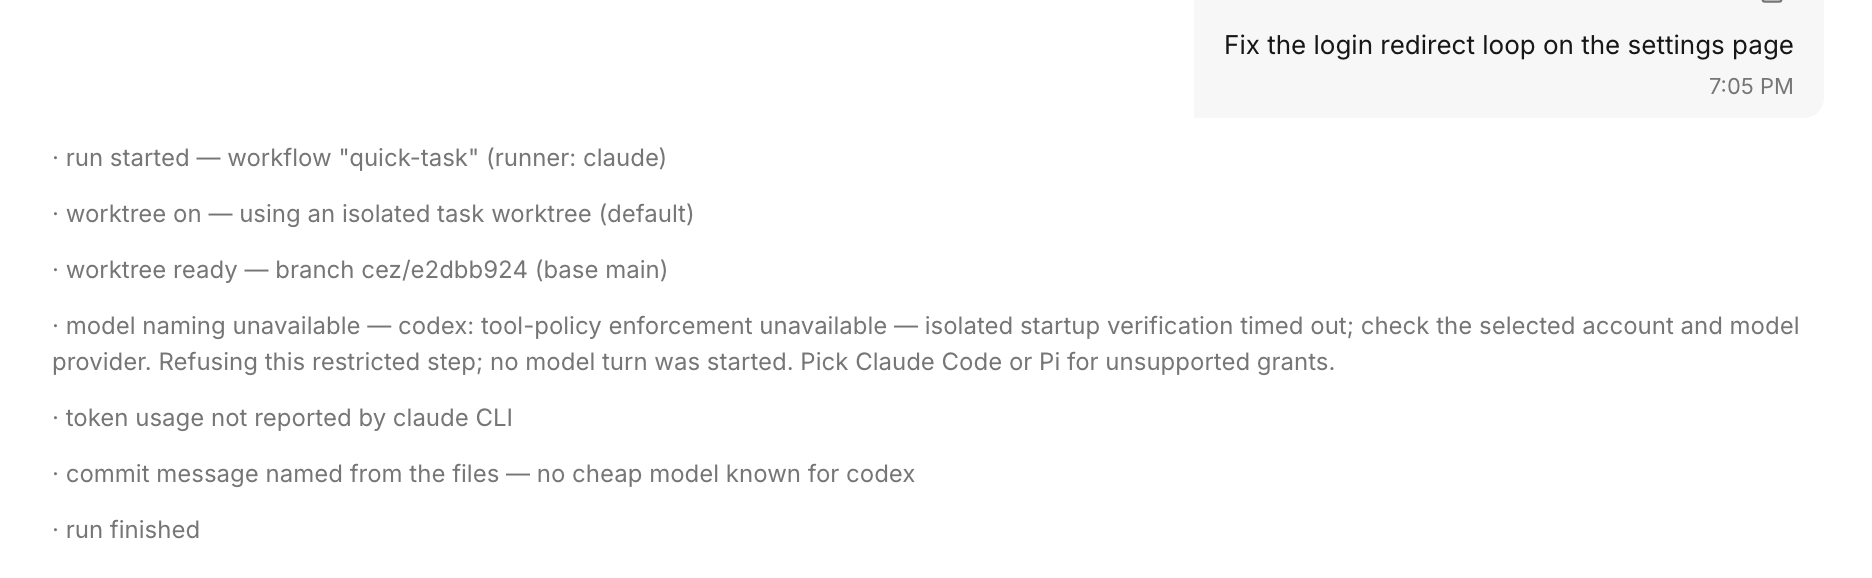 Fix the login redirect loop on the settings page
7:05 PM
· run started — workflow "quick-task" (runner: claude)
· worktree on — using an isolated task worktree (default)
· worktree ready — branch cez/e2dbb924 (base main)
· model naming unavailable — codex: tool-policy enforcement unavailable — isolated startup verification timed out; check the selected account and model
provider. Refusing this restricted step; no model turn was started. Pick Claude Code or Pi for unsupported grants.
· token usage not reported by claude CLI
· commit message named from the files — no cheap model known for codex
· run finished